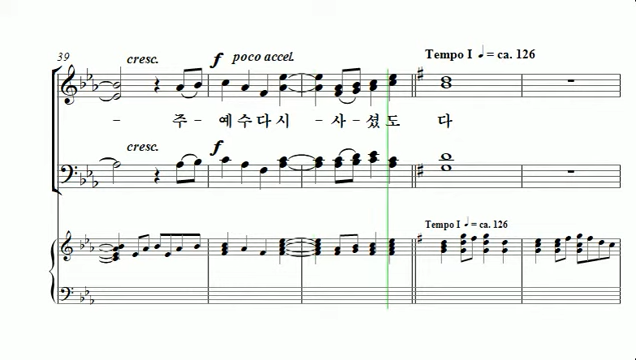 39 cresc. f poco accel. Tempo I ♩= ca. 126
- 주- 예수다시 -사-셨도 다
cresc. f
Tempo I ♩= ca. 126